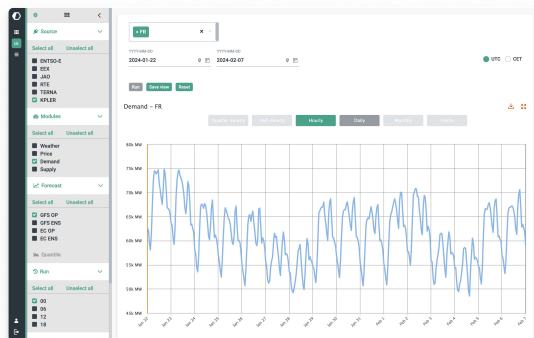 Source
Select all Unselect all
ENTSO-E
EEX
JAO
RTE
TERNA
KPLER
Modules
Select all Unselect all
Weather
Price
Demand
Supply
Forecast
Select all Unselect all
GFS OP
GFS ENS
EC OP
EC ENS
Quantile
Run
Select all Unselect all
00
06
12
18
× FR
YYYY-MM-DD YYYY-MM-DD
2024-01-22 2024-02-07
UTC CET
Run Save view Reset
Demand – FR
Hourly Daily Monthly
80k MW
75k MW
70k MW
65k MW
60k MW
55k MW
50k MW
45k MW
Jan 22 Jan 23 Jan 24 Jan 25 Jan 26 Jan 27 Jan 28 Jan 29 Jan 30 Jan 31 Feb 1 Feb 2 Feb 3 Feb 4 Feb 5 Feb 6 Feb 7